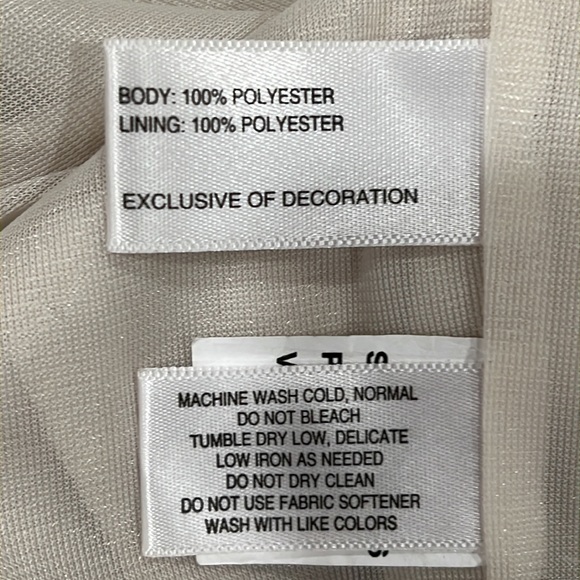 BODY: 100% POLYESTER
LINING: 100% POLYESTER
EXCLUSIVE OF DECORATION
MACHINE WASH COLD, NORMAL
DO NOT BLEACH
TUMBLE DRY LOW, DELICATE
LOW IRON AS NEEDED
DO NOT DRY CLEAN
DO NOT USE FABRIC SOFTENER
WASH WITH LIKE COLORS